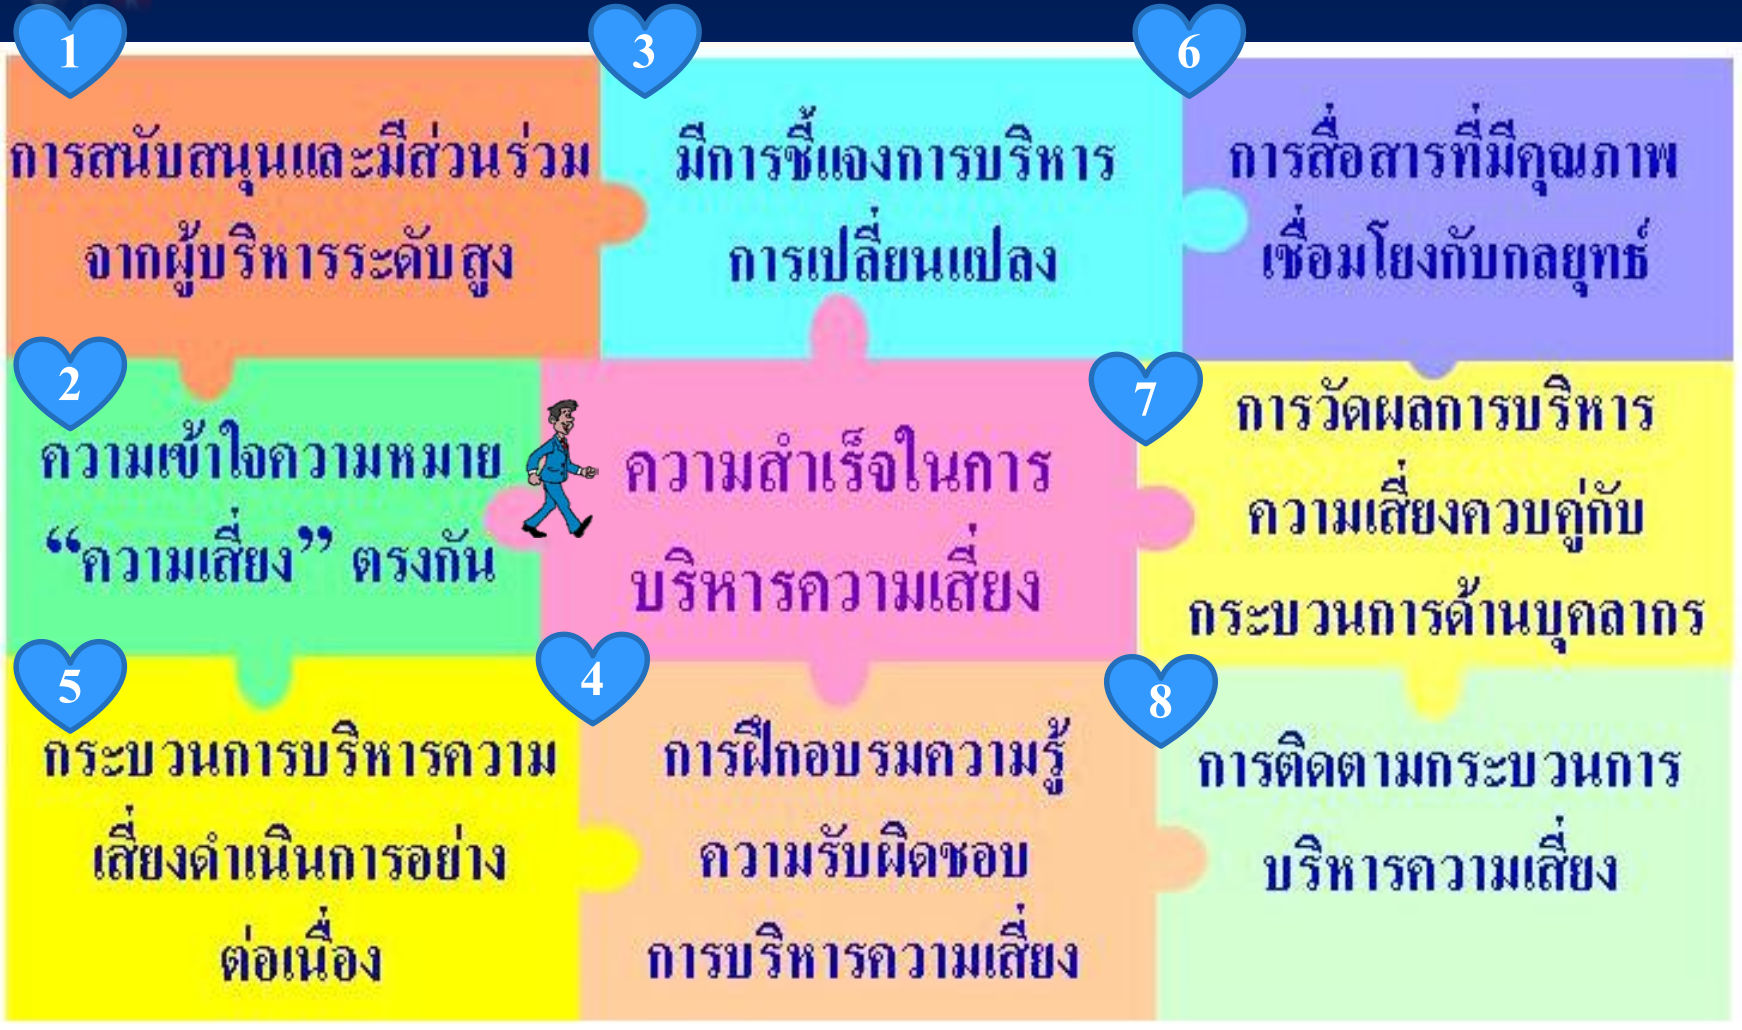 1
การสนับสนุนและมีส่วนร่วม
จากผู้บริหารระดับสูง
3
มีการชี้แจงการบริหาร
การเปลี่ยนแปลง
6
การสื่อสารที่มีคุณภาพ
เชื่อมโยงกับกลยุทธ์
2
ความเข้าใจความหมาย
“ความเสี่ยง” ตรงกัน
ความสำเร็จในการ
บริหารความเสี่ยง
7
การวัดผลการบริหาร
ความเสี่ยงควบคู่กับ
กระบวนการด้านบุคลากร
5
กระบวนการบริหารความ
เสี่ยงดำเนินการอย่าง
ต่อเนื่อง
4
การฝึกอบรมความรู้
ความรับผิดชอบ
การบริหารความเสี่ยง
8
การติดตามกระบวนการ
บริหารความเสี่ยง